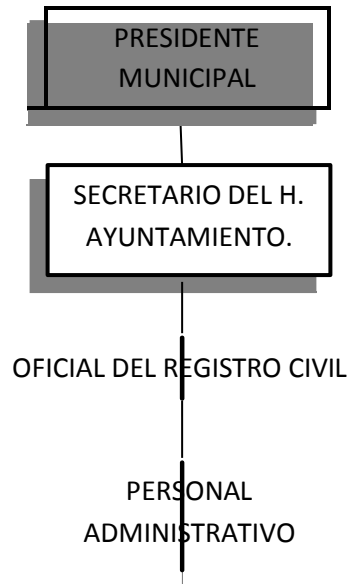 PRESIDENTE
MUNICIPAL
SECRETARIO DEL H.
AYUNTAMIENTO.
OFICIAL DEL REGISTRO CIVIL
PERSONAL
ADMINISTRATIVO